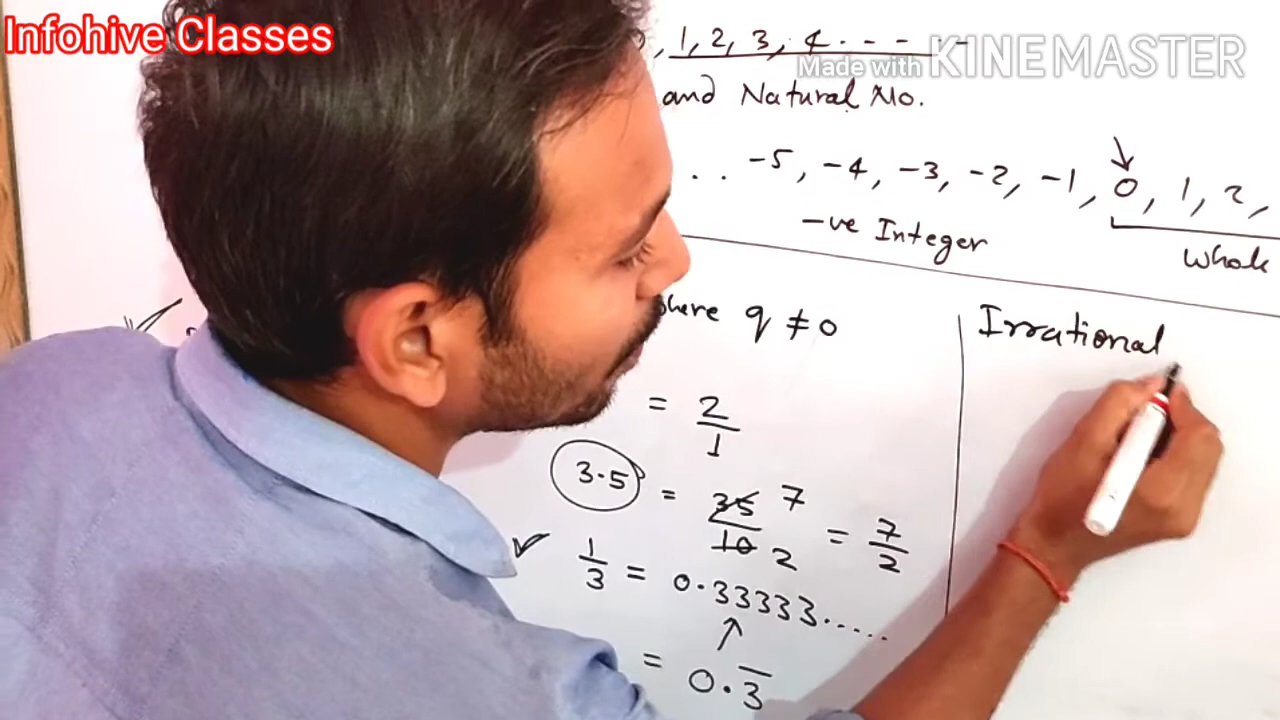 Infohive Classes
, 1, 2, 3, 4 . - - - -
Made with KINEMASTER
and Natural No.
. . -5, -4, -3, -2, -1, 0, 1, 2,
-ve Integer
Whole
where q ≠ 0
Irrational
= 2/1
3.5 = 35/10 7 2 = 7/2
1/3 = 0.33333.....
= 0.3̅